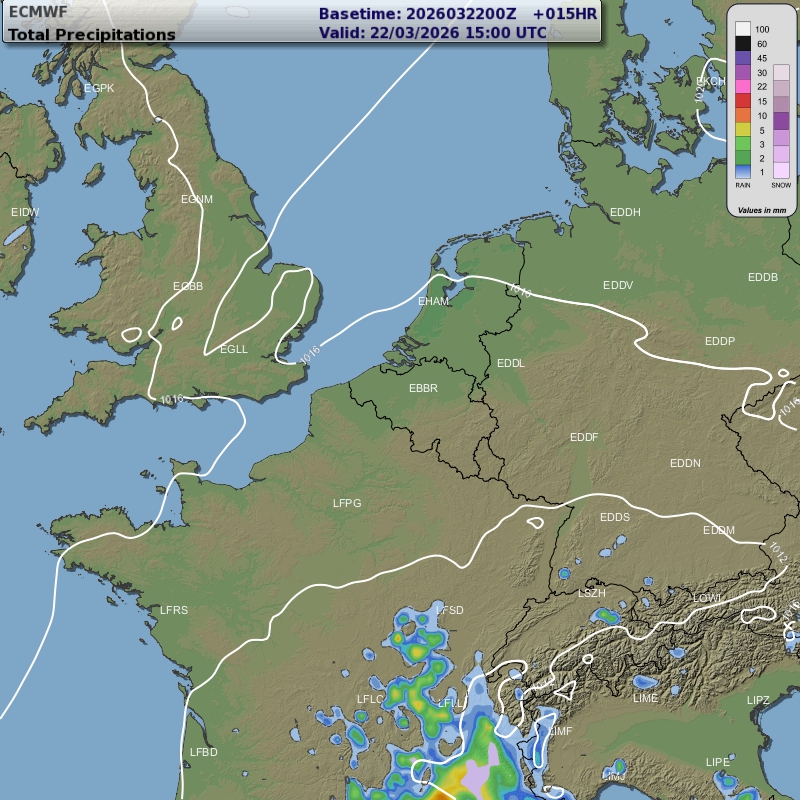 ECMWF
Basetime: 2026032200Z +015HR
Total Precipitations
Valid: 22/03/2026 15:00 UTC
100
60
45
30
22
15
10
5
3
2
1
RAIN SNOW
Values in mm
EGPK
EKCH
EIDW
EGNM
EDDH
EGBB
EDDV
EDDB
EHAM
1016
EGLL
1016
EDDL
EDDP
EBBR
1016
1016
EDDF
EDDN
LFPG
EDDS
EDDM
1012
LSZH
LOWI
LFRS
LFSD
LFLC
LFLL
LIME
LIPZ
LIMF
LFBD
LIPE
LIMJ